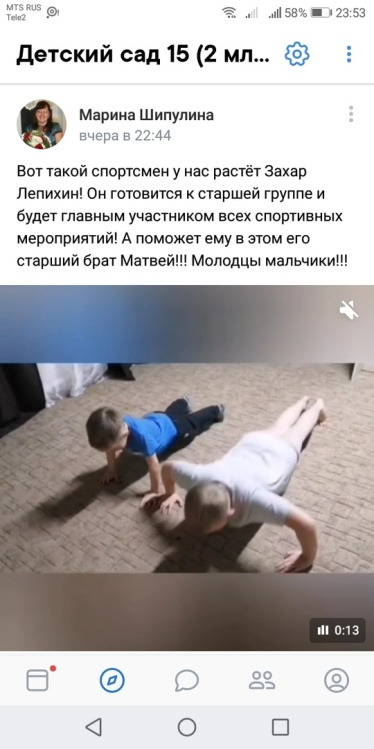 MTS RUS
Tele2
58% 23:53
Детский сад 15 (2 мл...
Марина Шипулина
вчера в 22:44
Вот такой спортсмен у нас растёт Захар
Лепихин! Он готовится к старшей группе и
будет главным участником всех спортивных
мероприятий! А поможет ему в этом его
старший брат Матвей!!! Молодцы мальчики!!!
0:13